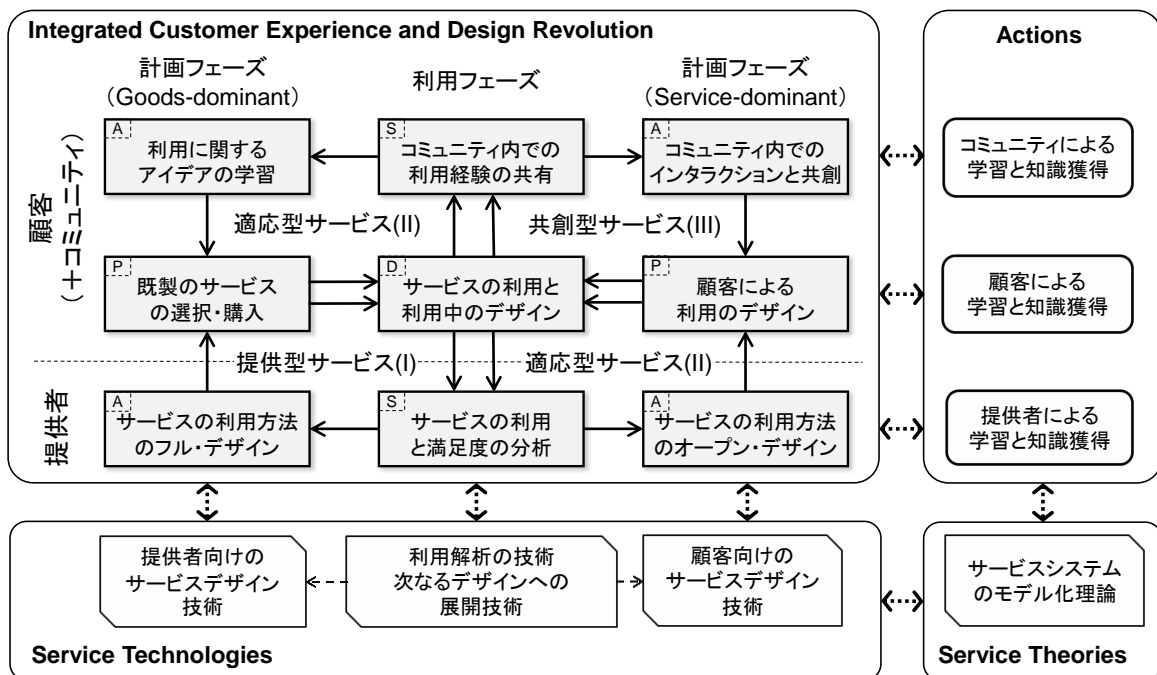 Integrated Customer Experience and Design Revolution
計画フェーズ
（Goods-dominant）
利用フェーズ
計画フェーズ
（Service-dominant）
顧客
（＋コミュニティ）
A
利用に関する
アイデアの学習
S
コミュニティ内での
利用経験の共有
A
コミュニティ内での
インタラクションと共創
適応型サービス(II)
共創型サービス(III)
P
既製のサービス
の選択・購入
D
サービスの利用と
利用中のデザイン
P
顧客による
利用のデザイン
提供型サービス(I)
適応型サービス(II)
提供者
A
サービスの利用方法
のフル・デザイン
S
サービスの利用
と満足度の分析
A
サービスの利用方法
のオープン・デザイン
Actions
コミュニティによる
学習と知識獲得
顧客による
学習と知識獲得
提供者による
学習と知識獲得
提供者向けの
サービスデザイン
技術
利用解析の技術
次なるデザインへの
展開技術
顧客向けの
サービスデザイン
技術
Service Technologies
サービスシステム
のモデル化理論
Service Theories